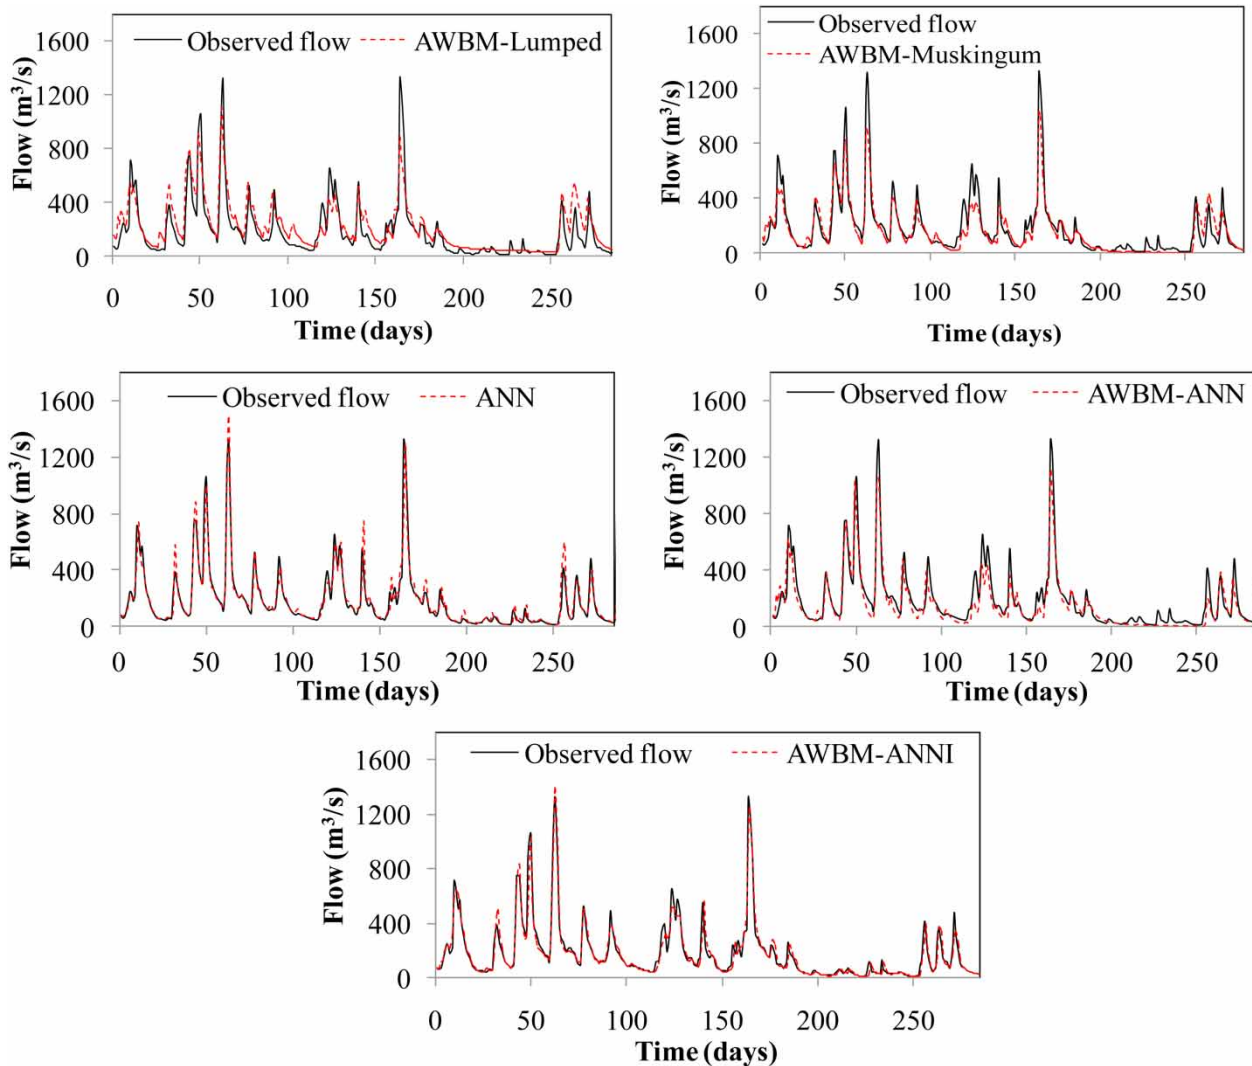 1600
Observed flow AWBM-Lumped
1200
800
400
0
Flow (m³/s)
0 50 100 150 200 250
Time (days)
1600
Observed flow
AWBM-Muskingum
1200
800
400
0
Flow (m³/s)
0 50 100 150 200 250
Time (days)
1600
Observed flow ANN
1200
800
400
0
Flow (m³/s)
0 50 100 150 200 250
Time (days)
1600
Observed flow AWBM-ANN
1200
800
400
0
Flow (m³/s)
0 50 100 150 200 250
Time (days)
1600
Observed flow AWBM-ANNI
1200
800
400
0
Flow (m³/s)
0 50 100 150 200 250
Time (days)